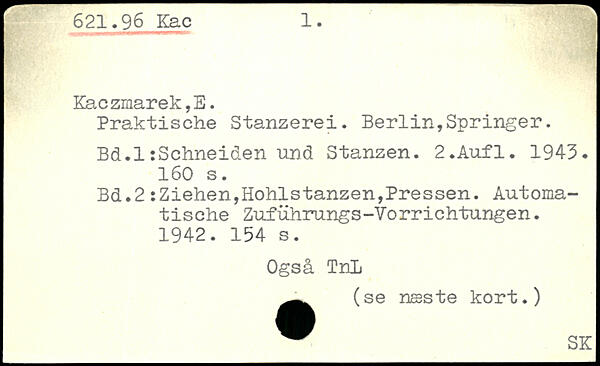 621.96 Kac 1.
Kaczmarek,E.
Praktische Stanzerei. Berlin,Springer.
Bd.1:Schneiden und Stanzen. 2.Aufl. 1943.
160 s.
Bd.2:Ziehen,Hohlstanzen,Pressen. Automa-
tische Zuführungs-Vorrichtungen.
1942. 154 s.
Også TnL
(se næste kort.)
SK